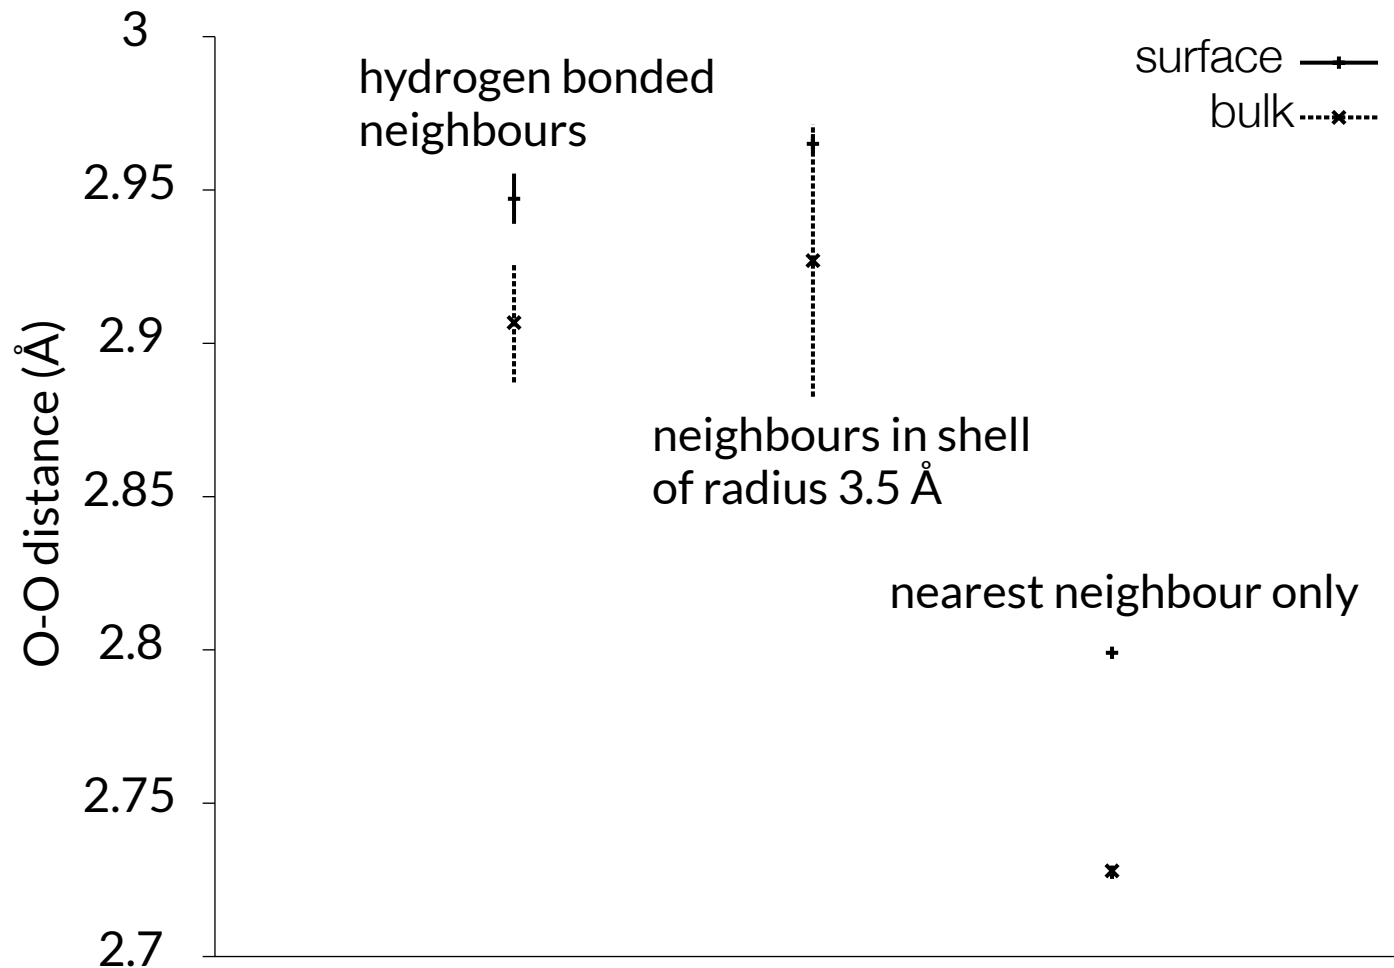 3
hydrogen bonded
neighbours
surface
bulk
2.95
2.9
neighbours in shell
of radius 3.5 Å
2.85
O-O distance (Å)
nearest neighbour only
2.8
2.75
2.7